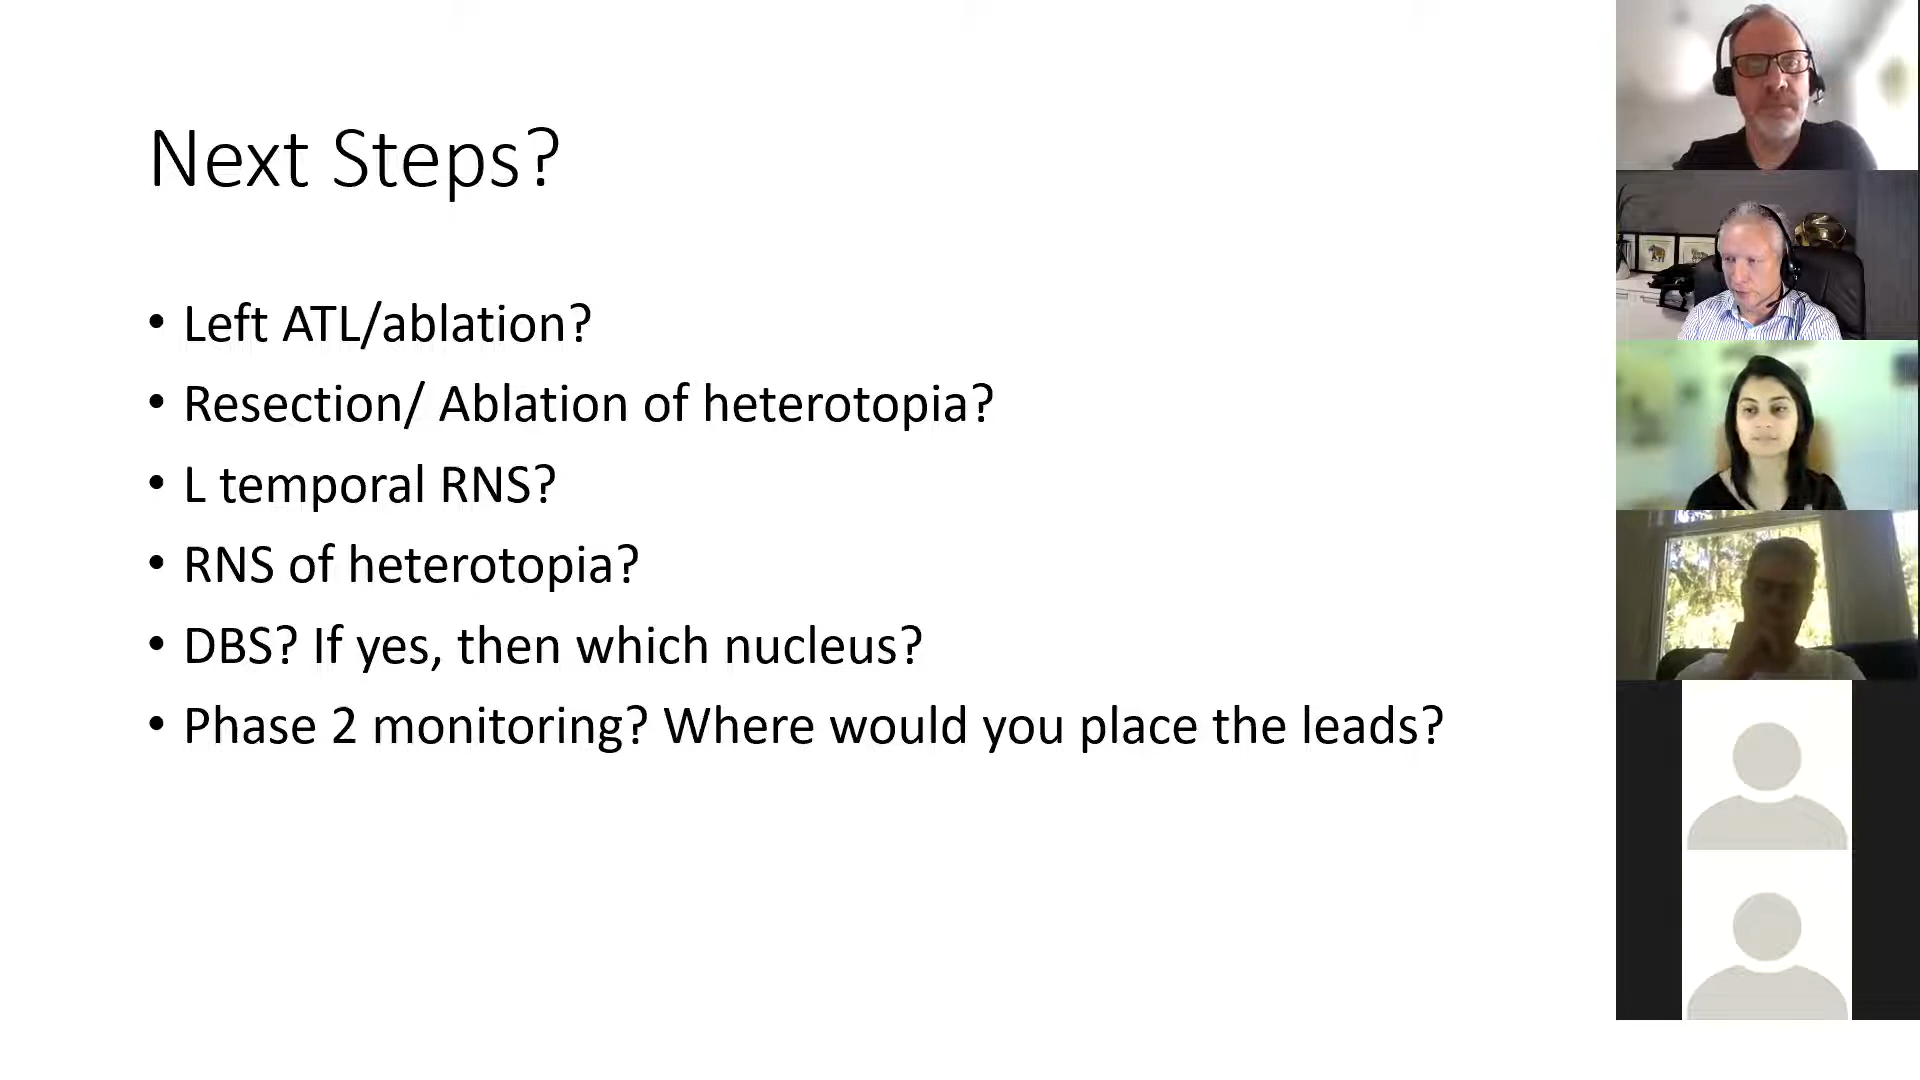 Next Steps?
• Left ATL/ablation?
• Resection/ Ablation of heterotopia?
• L temporal RNS?
• RNS of heterotopia?
• DBS? If yes, then which nucleus?
• Phase 2 monitoring? Where would you place the leads?